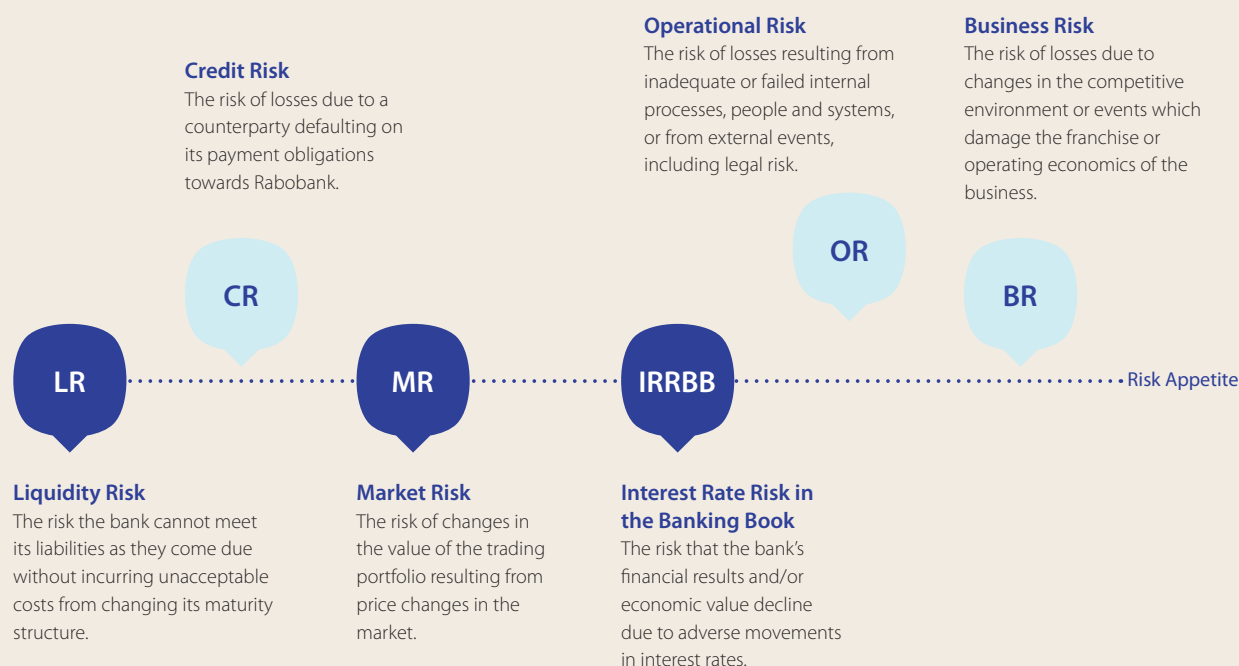 Credit Risk
The risk of losses due to a
counterparty defaulting on
its payment obligations
towards Rabobank.
Operational Risk
The risk of losses resulting from
inadequate or failed internal
processes, people and systems,
or from external events,
including legal risk.
Business Risk
The risk of losses due to
changes in the competitive
environment or events which
damage the franchise or
operating economics of the
business.
CR
OR
BR
LR
MR
IRRBB
Risk Appetite
Liquidity Risk
The risk the bank cannot meet
its liabilities as they come due
without incurring unacceptable
costs from changing its maturity
structure.
Market Risk
The risk of changes in
the value of the trading
portfolio resulting from
price changes in the
market.
Interest Rate Risk in
the Banking Book
The risk that the bank’s
financial results and/or
economic value decline
due to adverse movements
in interest rates.